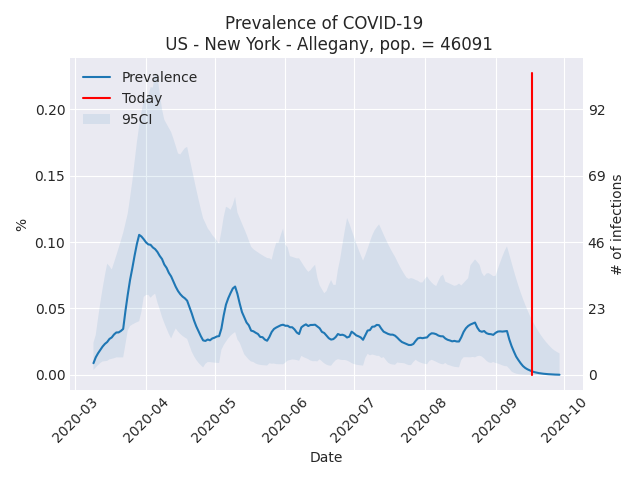 Prevalence of COVID-19
US - New York - Allegany, pop. = 46091
Prevalence
Today
95CI
%
0.20
0.15
0.10
0.05
0.00
92
69
46
23
0
# of infections
2020-03
2020-04
2020-05
2020-06
2020-07
2020-08
2020-09
2020-10
Date